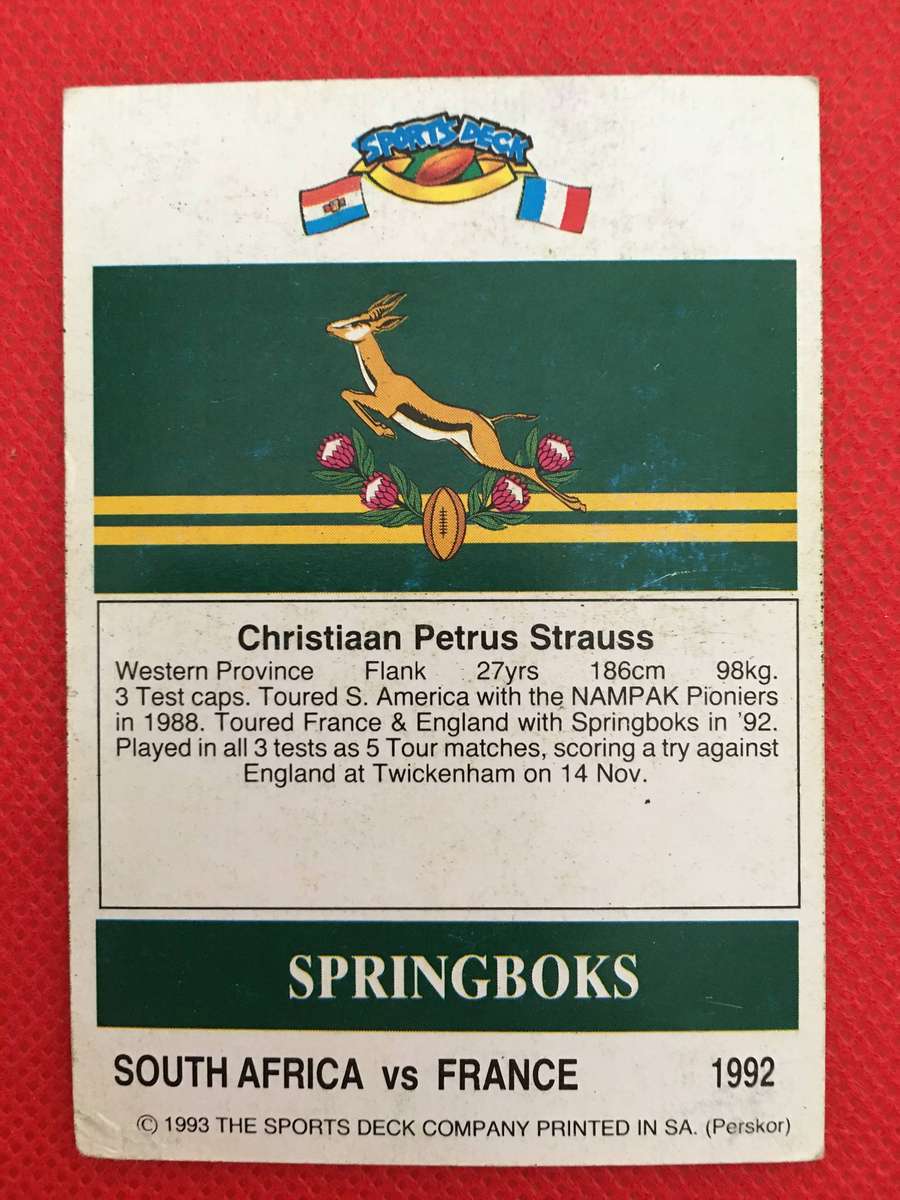 SPORTS DECK
Christiaan Petrus Strauss
Western Province Flank 27yrs 186cm 98kg.
3 Test caps. Toured S. America with the NAMPAK Pioniers
in 1988. Toured France & England with Springboks in '92.
Played in all 3 tests as 5 Tour matches, scoring a try against
England at Twickenham on 14 Nov.
SPRINGBOKS
SOUTH AFRICA vs FRANCE 1992
© 1993 THE SPORTS DECK COMPANY PRINTED IN SA. (Perskor)